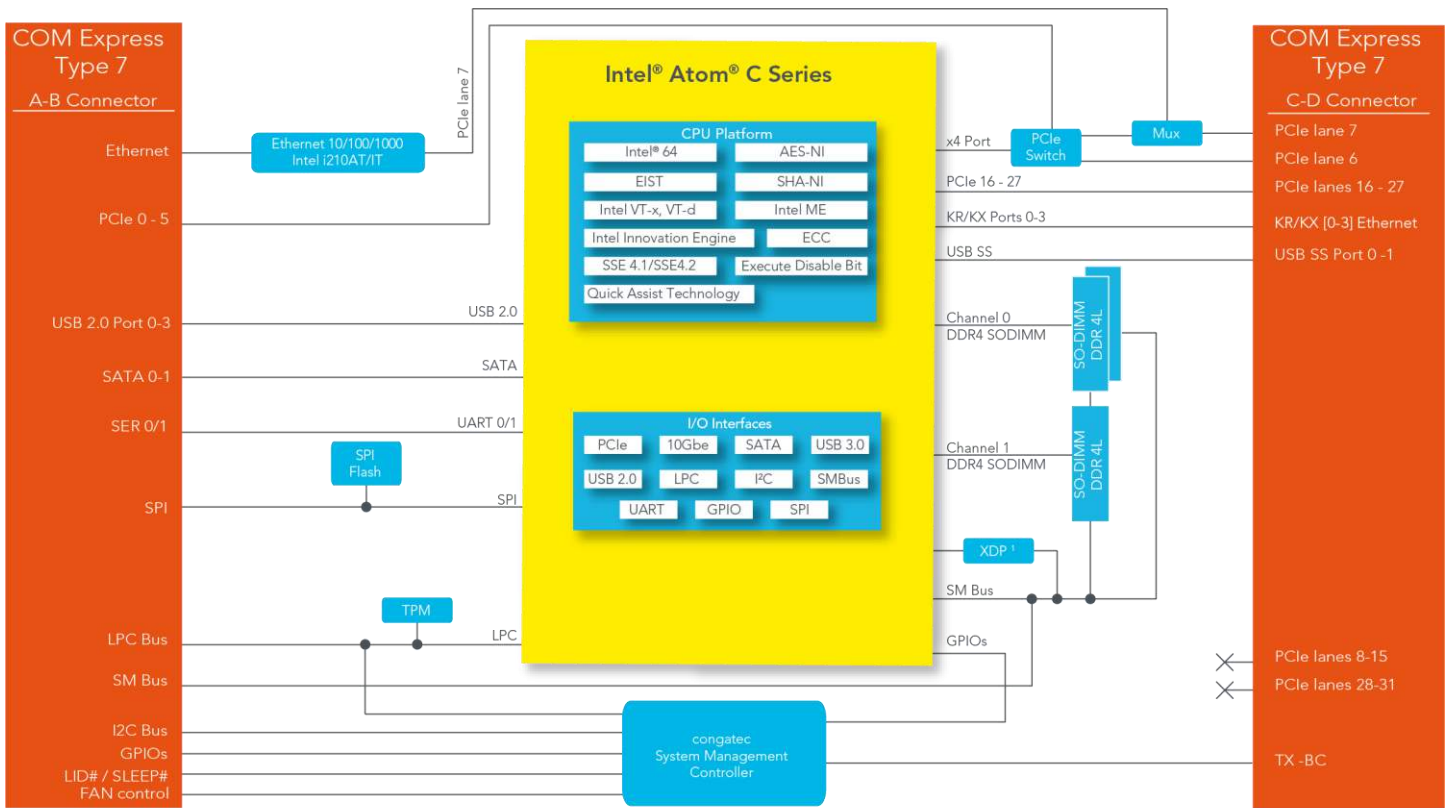 COM Express
Type 7
A-B Connector
Ethernet
PCIe 0 - 5
USB 2.0 Port 0-3
SATA 0-1
SER 0/1
SPI
LPC Bus
SM Bus
I2C Bus
GPIOs
LID# / SLEEP#
FAN control
Ethernet 10/100/1000
Intel i210AT/IT
PCIe lane 7
USB 2.0
SATA
UART 0/1
SPI
Flash
SPI
TPM
LPC
Intel® Atom® C Series
CPU Platform
Intel® 64
AES-NI
EIST
SHA-NI
Intel VT-x, VT-d
Intel ME
Intel Innovation Engine
ECC
SSE 4.1/SSE4.2
Execute Disable Bit
Quick Assist Technology
I/O Interfaces
PCIe
10Gbe
SATA
USB 3.0
USB 2.0
LPC
I²C
SMBus
UART
GPIO
SPI
congatec
System Management
Controller
x4 Port
PCIe
Switch
Mux
PCIe 16 - 27
KR/KX Ports 0-3
USB SS
Channel 0
DDR4 SODIMM
SO-DIMM
DDR 4L
Channel 1
DDR4 SODIMM
SO-DIMM
DDR 4L
XDP ¹
SM Bus
GPIOs
COM Express
Type 7
C-D Connector
PCIe lane 7
PCIe lane 6
PCIe lanes 16 - 27
KR/KX [0-3] Ethernet
USB SS Port 0 -1
PCIe lanes 8-15
PCIe lanes 28-31
TX -BC